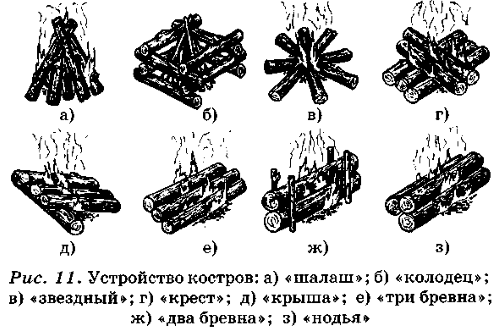 а) б) в) г)
д) е) ж) з)
Рис. 11. Устройство костров: а) «шалаш»; б) «колодец»;
в) «звездный»; г) «крест»; д) «крыша»; е) «три бревна»;
ж) «два бревна»; з) «нодья»